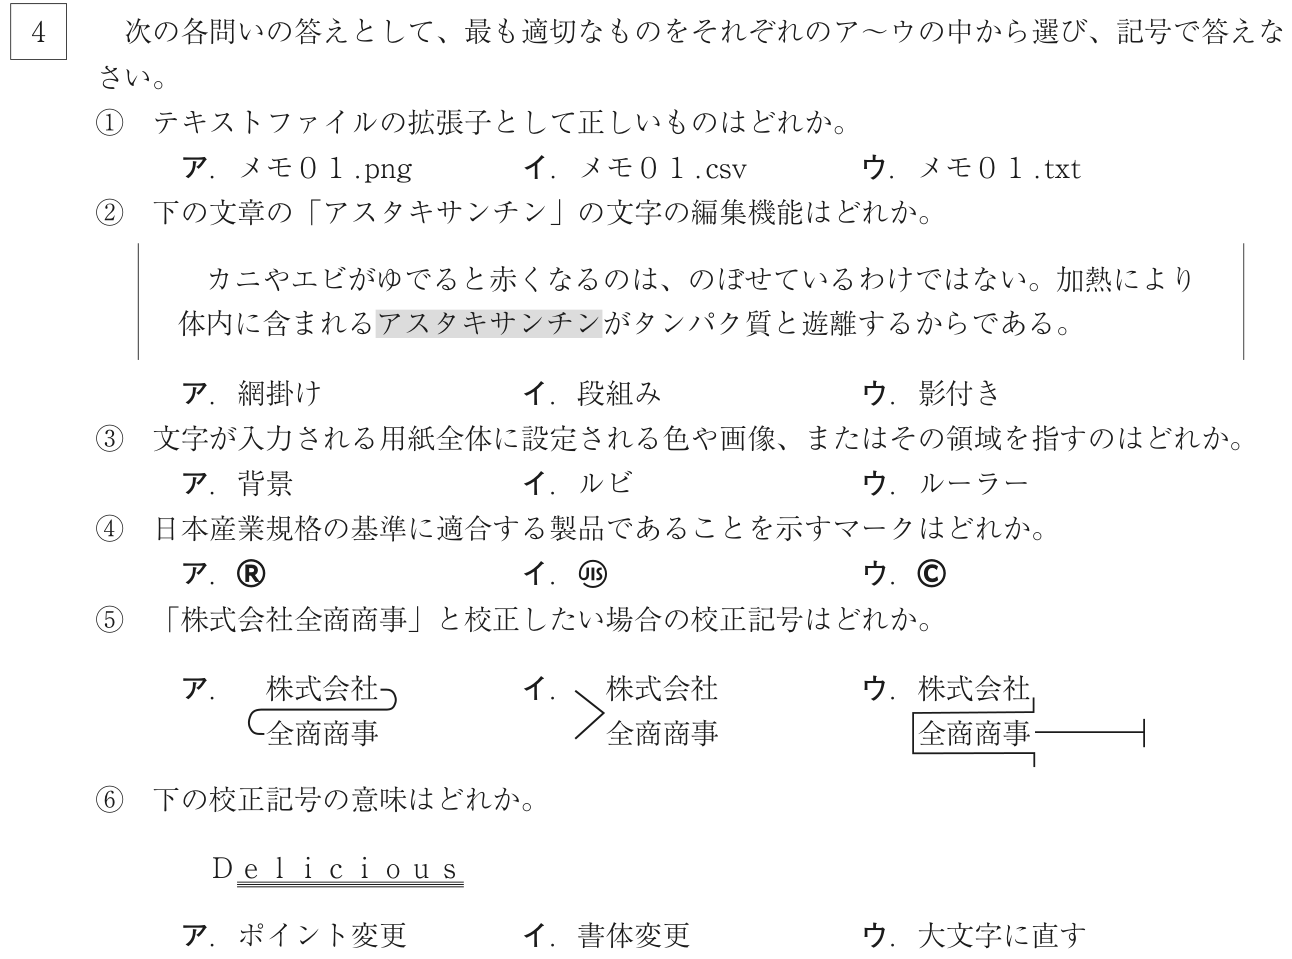 4 次の各問いの答えとして、最も適切なものをそれぞれのア～ウの中から選び、記号で答えな
さい。
① テキストファイルの拡張子として正しいものはどれか。
ア．メモ０１.png イ．メモ０１.csv ウ．メモ０１.txt
② 下の文章の「アスタキサンチン」の文字の編集機能はどれか。
カニやエビがゆでると赤くなるのは、のぼせているわけではない。加熱により
体内に含まれるアスタキサンチンがタンパク質と遊離するからである。
ア．網掛け イ．段組み ウ．影付き
③ 文字が入力される用紙全体に設定される色や画像、またはその領域を指すのはどれか。
ア．背景 イ．ルビ ウ．ルーラー
④ 日本産業規格の基準に適合する製品であることを示すマークはどれか。
ア．® イ．JIS ウ．©
⑤ 「株式会社全商商事」と校正したい場合の校正記号はどれか。
ア． 株式会社 イ． 株式会社 ウ．株式会社
全商商事 全商商事 全商商事
⑥ 下の校正記号の意味はどれか。
Ｄｅｌｉｃｉｏｕｓ
ア．ポイント変更 イ．書体変更 ウ．大文字に直す